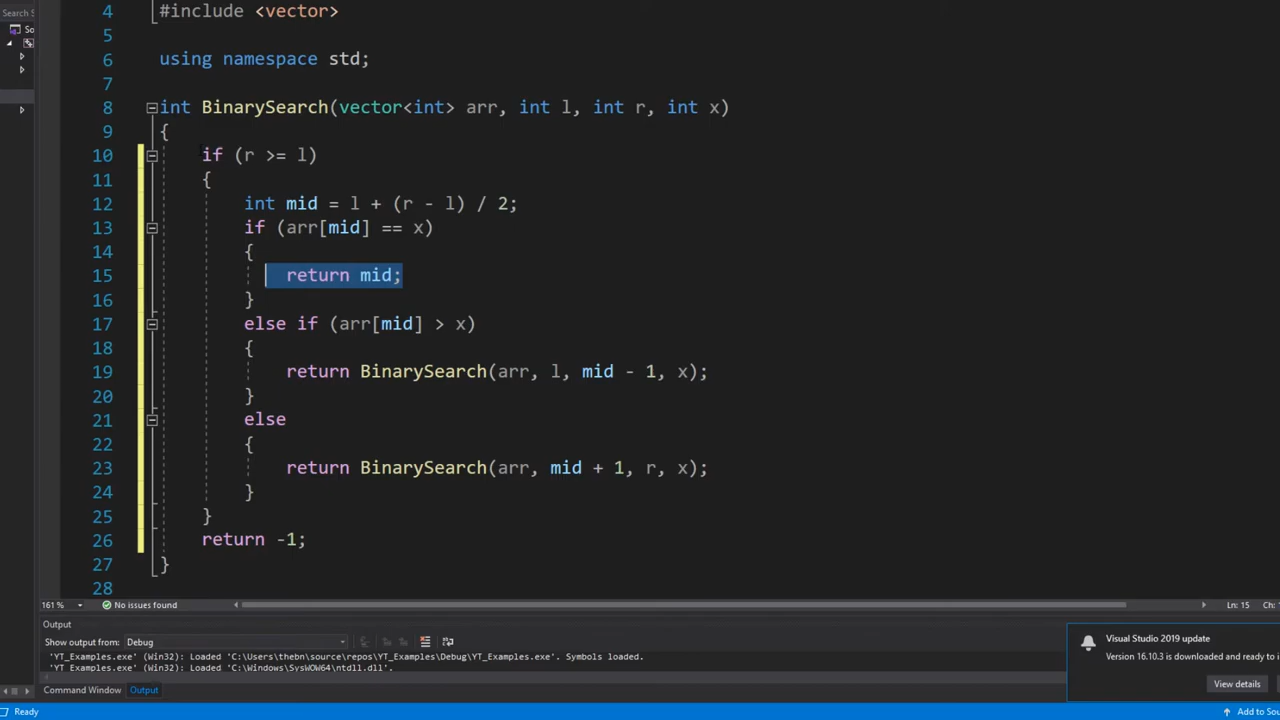 Search S
So
4 #include <vector>
5
6 using namespace std;
7
8 int BinarySearch(vector<int> arr, int l, int r, int x)
9 {
10 if (r >= l)
11 {
12 int mid = l + (r - l) / 2;
13 if (arr[mid] == x)
14 {
15 return mid;
16 }
17 else if (arr[mid] > x)
18 {
19 return BinarySearch(arr, l, mid - 1, x);
20 }
21 else
22 {
23 return BinarySearch(arr, mid + 1, r, x);
24 }
25 }
26 return -1;
27 }
28
161 % No issues found Ln: 15 Ch:
Output
Show output from: Debug
'YT_Examples.exe' (Win32): Loaded 'C:\Users\thebn\source\repos\YT_Examples\Debug\YT_Examples.exe'. Symbols loaded.
'YT_Examples.exe' (Win32): Loaded 'C:\Windows\SysWOW64\ntdll.dll'.
Visual Studio 2019 update
Version 16.10.3 is downloaded and ready to i
View details
Command Window Output
Ready Add to Sou